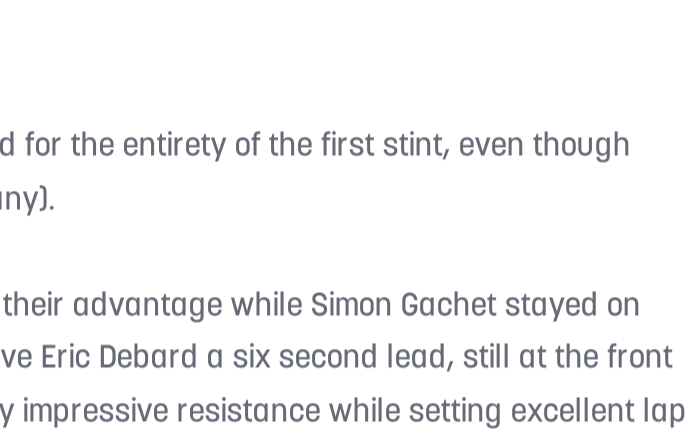 d for the entirety of the first stint, even though
ny).
their advantage while Simon Gachet stayed on
ve Eric Debard a six second lead, still at the front
y impressive resistance while setting excellent lap